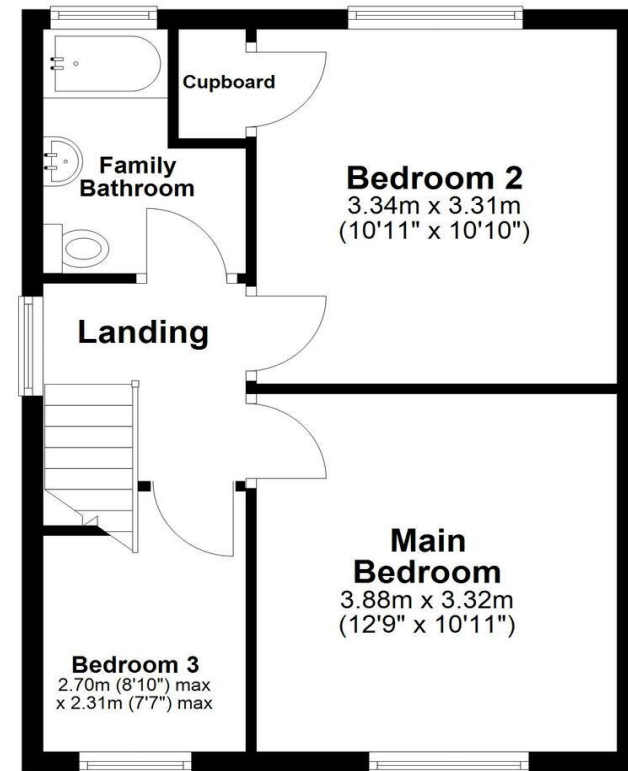 Cupboard
Family
Bathroom
Bedroom 2
3.34m x 3.31m
(10'11" x 10'10")
Landing
Main
Bedroom
3.88m x 3.32m
(12'9" x 10'11")
Bedroom 3
2.70m (8'10") max
x 2.31m (7'7") max